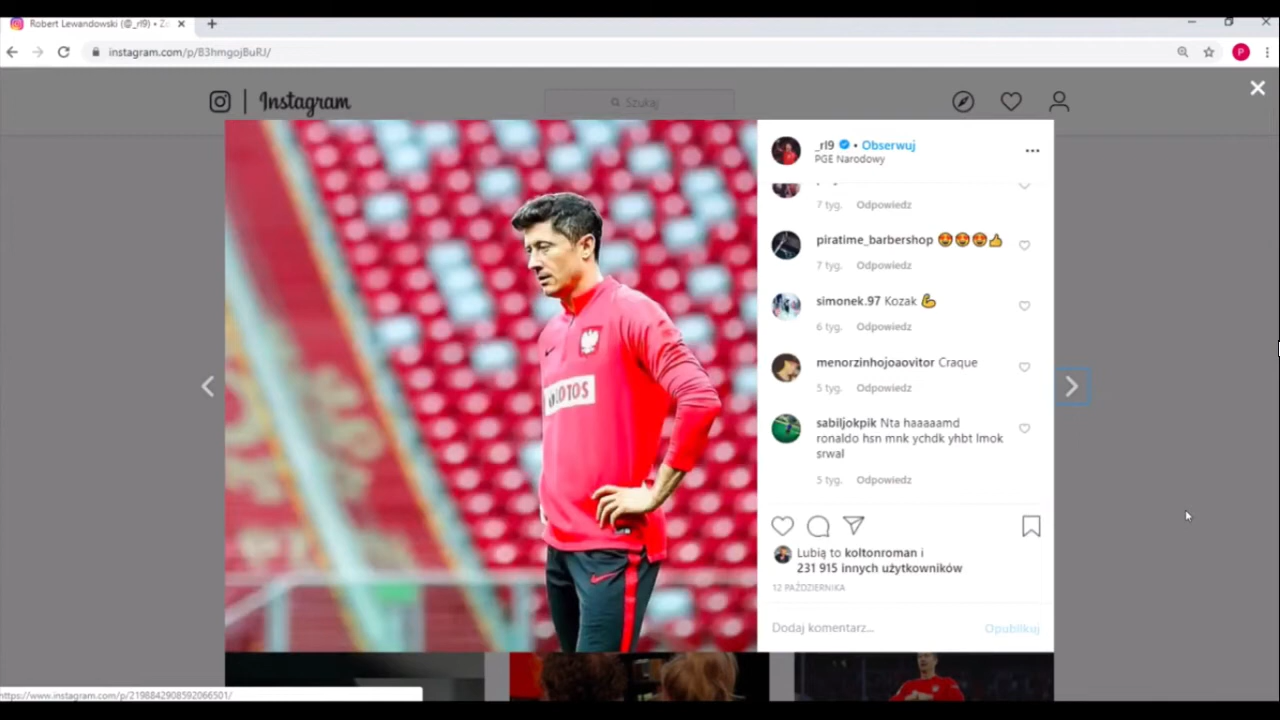 Robert Lewandowski (@_rl9) •
instagram.com/p/B3hmgojBuRJ/
P
Instagram
Szukaj
_rl9 • Obserwuj
PGE Narodowy
7 tyg. Odpowiedz
piratime_barbershop 😍😍😍👍
7 tyg. Odpowiedz
simonek.97 Kozak 💪
6 tyg. Odpowiedz
menorzinhojoaovitor Craque
5 tyg. Odpowiedz
sabiljokpik Nta haaaaamd
ronaldo hsn mnk ychdk yhbt lmok
srwal
5 tyg. Odpowiedz
LOTOS
Lubią to koltonroman i
231 915 innych użytkowników
12 PAŹDZIERNIKA
Dodaj komentarz... Opublikuj
https://www.instagram.com/p/2198842908592066501/